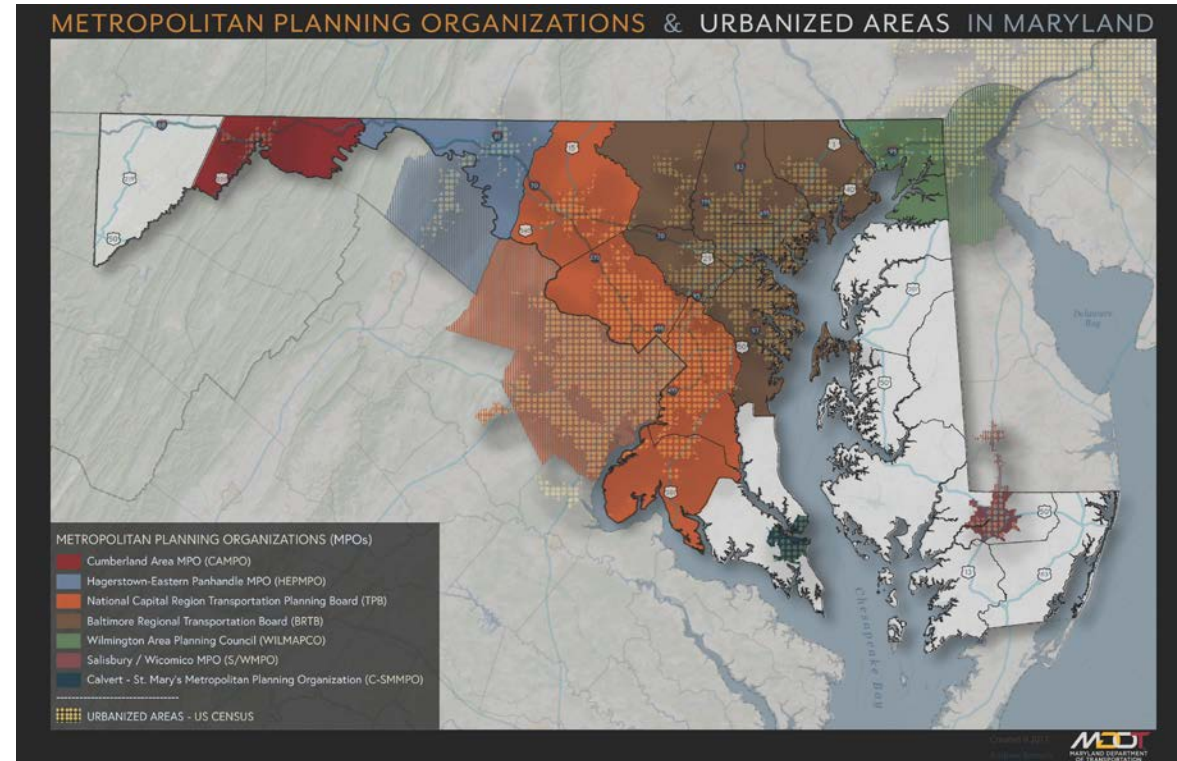 METROPOLITAN PLANNING ORGANIZATIONS & URBANIZED AREAS IN MARYLAND
Delaware
Bay
Chesapeake Bay
METROPOLITAN PLANNING ORGANIZATIONS (MPOs)
Cumberland Area MPO (CAMPO)
Hagerstown-Eastern Panhandle MPO (HEPMPO)
National Capital Region Transportation Planning Board (TPB)
Baltimore Regional Transportation Board (BRTB)
Wilmington Area Planning Council (WILMAPCO)
Salisbury / Wicomico MPO (S/WMPO)
Calvert - St. Mary's Metropolitan Planning Organization (C-SMMPO)
URBANIZED AREAS - US CENSUS
MDOT
MARYLAND DEPARTMENT
OF TRANSPORTATION